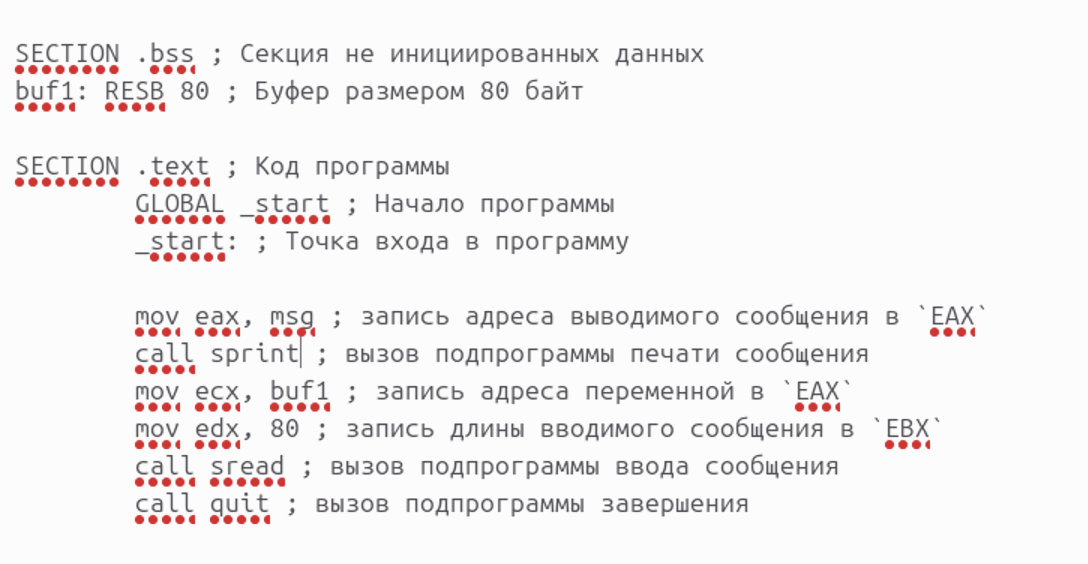 SECTION .bss ; Секция не инициированных данных
buf1: RESB 80 ; Буфер размером 80 байт
SECTION .text ; Код программы
GLOBAL _start ; Начало программы
_start: ; Точка входа в программу
mov eax, msg ; запись адреса выводимого сообщения в `EAX`
call sprint ; вызов подпрограммы печати сообщения
mov ecx, buf1 ; запись адреса переменной в `EAX`
mov edx, 80 ; запись длины вводимого сообщения в `EBX`
call sread ; вызов подпрограммы ввода сообщения
call quit ; вызов подпрограммы завершения